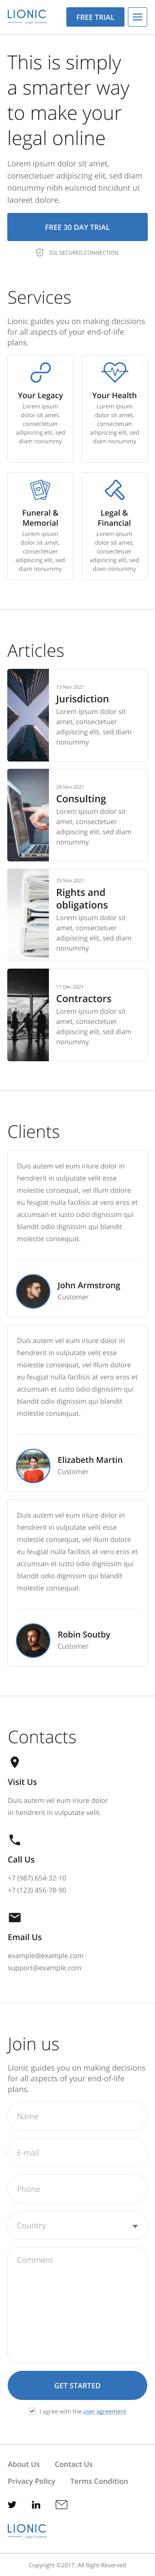 LIONIC
Legal Solution
FREE TRIAL
This is simply
a smarter way
to make your
legal online
Lorem ipsum dolor sit amet,
consectetuer adipiscing elit, sed diam
nonummy nibh euismod tincidunt ut
laoreet dolore.
FREE 30 DAY TRIAL
SSL SECURED CONNECTION
Services
Lionic guides you on making decisions
for all aspects of your end-of-life
plans.
Your Legacy
Lorem ipsum
dolor sit amet,
consectetuer
adipiscing elit, sed
diam nonummy
Your Health
Lorem ipsum
dolor sit amet,
consectetuer
adipiscing elit, sed
diam nonummy
Funeral &
Memorial
Lorem ipsum
dolor sit amet,
consectetuer
adipiscing elit, sed
diam nonummy
Legal &
Financial
Lorem ipsum
dolor sit amet,
consectetuer
adipiscing elit, sed
diam nonummy
Articles
15 Nov 2021
Jurisdiction
Lorem ipsum dolor sit
amet, consectetuer
adipiscing elit, sed diam
nonummy
28 Nov 2021
Consulting
Lorem ipsum dolor sit
amet, consectetuer
adipiscing elit, sed diam
nonummy
29 Nov 2021
Rights and
obligations
Lorem ipsum dolor sit
amet, consectetuer
adipiscing elit, sed diam
nonummy
11 Dec 2021
Contractors
Lorem ipsum dolor sit
amet, consectetuer
adipiscing elit, sed diam
nonummy
Clients
Duis autem vel eum iriure dolor in
hendrerit in vulputate velit esse
molestie consequat, vel illum dolore
eu feugiat nulla facilisis at vero eros et
accumsan et iusto odio dignissim qui
blandit odio dignissim qui blandit
molestie consequat.
John Armstrong
Customer
Duis autem vel eum iriure dolor in
hendrerit in vulputate velit esse
molestie consequat, vel illum dolore
eu feugiat nulla facilisis at vero eros et
accumsan et iusto odio dignissim qui
blandit odio dignissim qui blandit
molestie consequat.
Elizabeth Martin
Customer
Duis autem vel eum iriure dolor in
hendrerit in vulputate velit esse
molestie consequat, vel illum dolore
eu feugiat nulla facilisis at vero eros et
accumsan et iusto odio dignissim qui
blandit odio dignissim qui blandit
molestie consequat.
Robin Soutby
Customer
Contacts
Visit Us
Duis autem vel eum iriure dolor
in hendrerit in vulputate velit.
Call Us
+7 (987) 654-32-10
+7 (123) 456-78-90
Email Us
example@example.com
support@example.com
Join us
Lionic guides you on making decisions
for all aspects of your end-of-life
plans.
Name
E-mail
Phone
Country
Comment
GET STARTED
I agree with the user agreement
About Us Contact Us
Privacy Policy Terms Condition
LIONIC
Legal Solution
Copyright ©2017. All Right Reserved